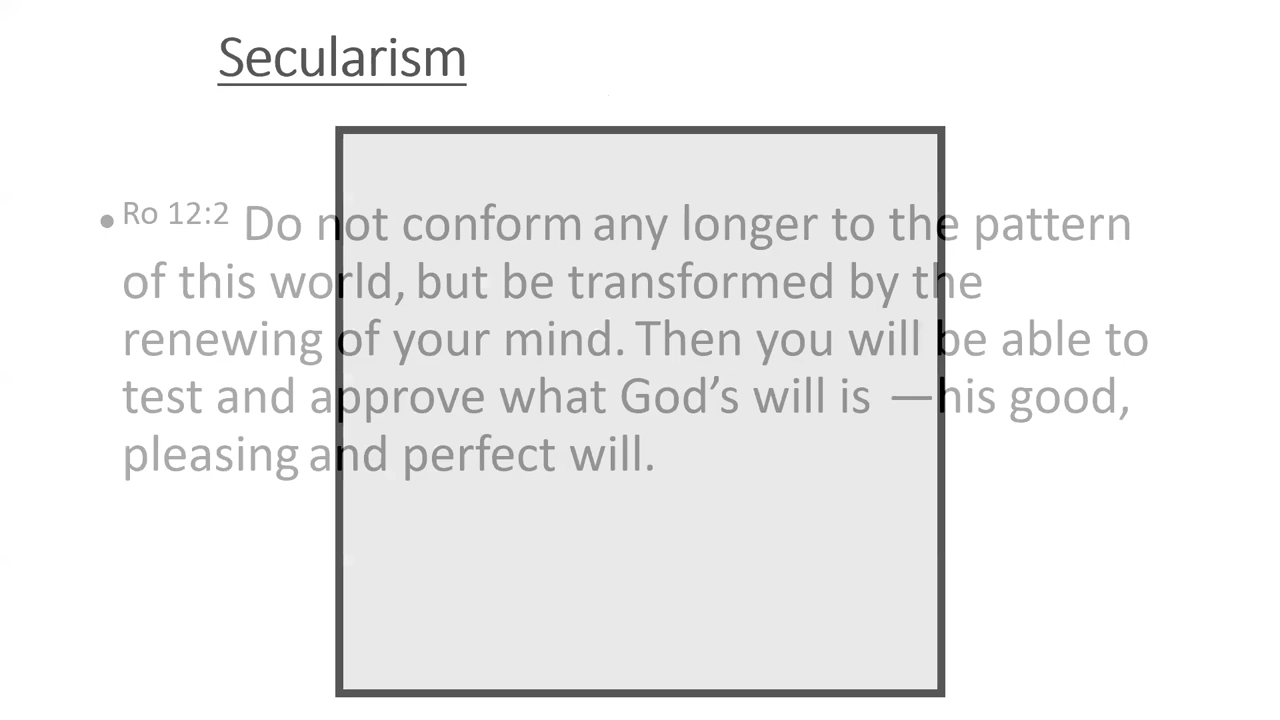 Secularism
• Ro 12:2 Do not conform any longer to the pattern
of this world, but be transformed by the
renewing of your mind. Then you will be able to
test and approve what God’s will is —his good,
pleasing and perfect will.